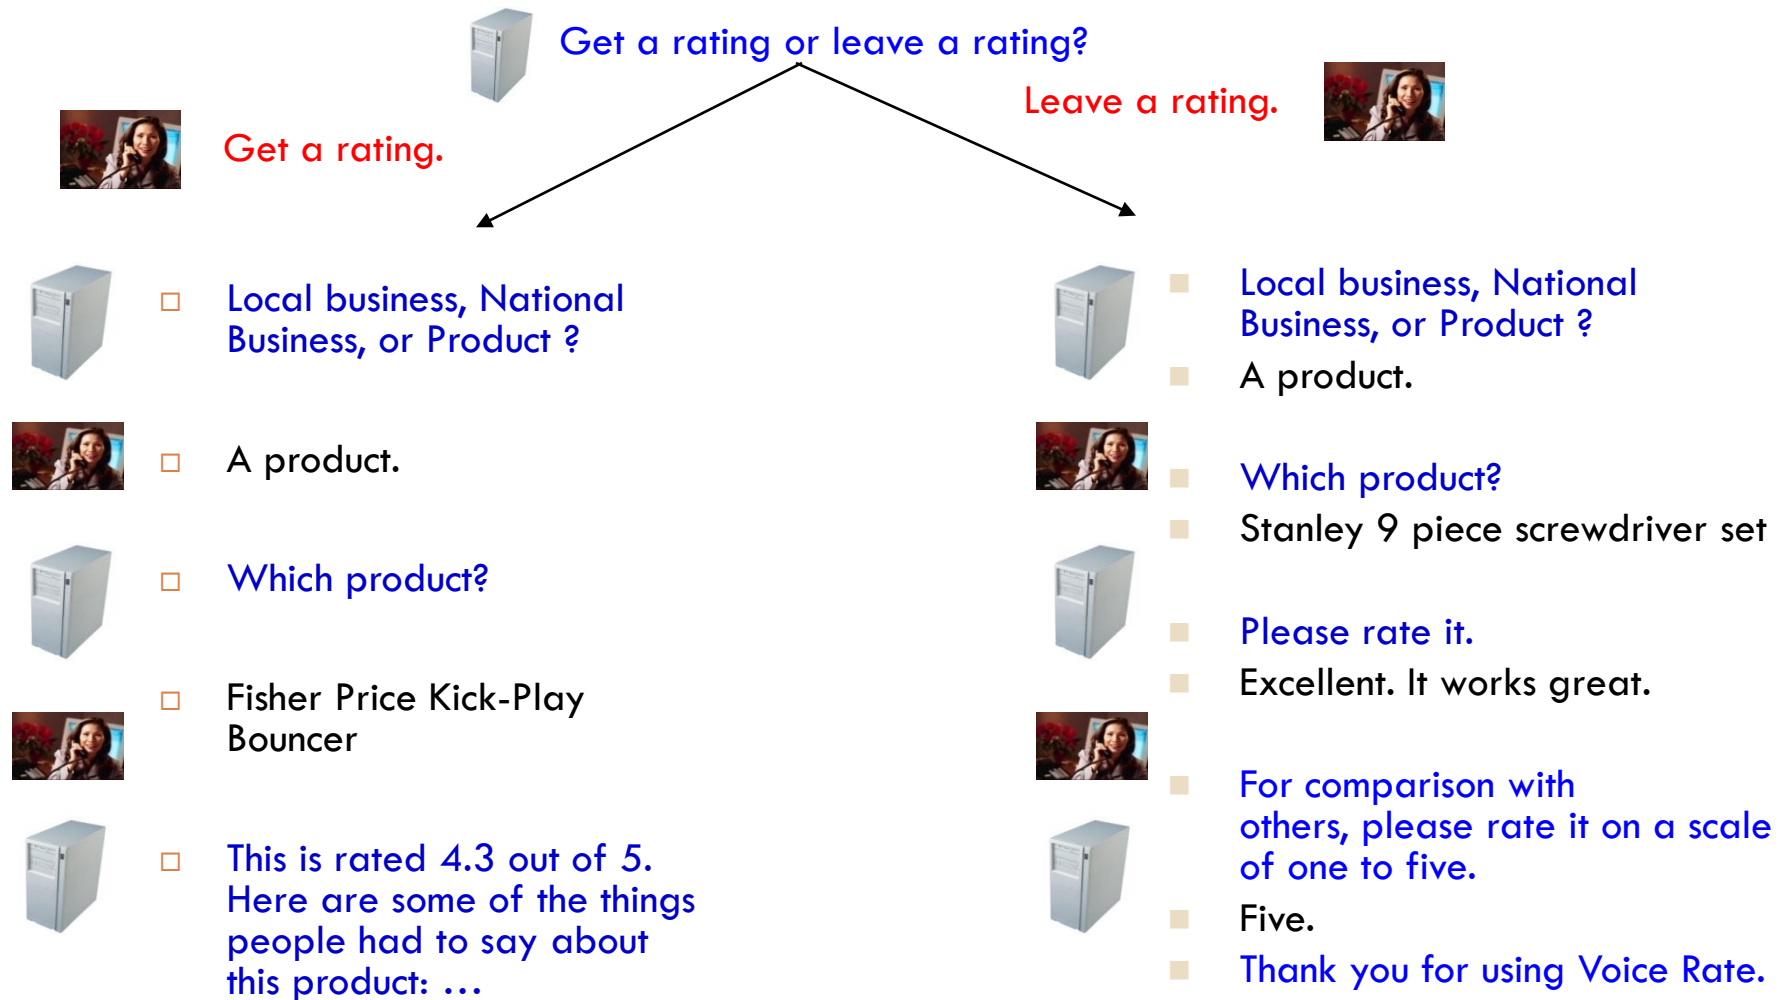 Get a rating or leave a rating?
Leave a rating.
Get a rating.
Local business, National
Business, or Product ?
A product.
Which product?
Fisher Price Kick-Play
Bouncer
This is rated 4.3 out of 5.
Here are some of the things
people had to say about
this product: ...
Local business, National
Business, or Product ?
A product.
Which product?
Stanley 9 piece screwdriver set
Please rate it.
Excellent. It works great.
For comparison with
others, please rate it on a scale
of one to five.
Five.
Thank you for using Voice Rate.